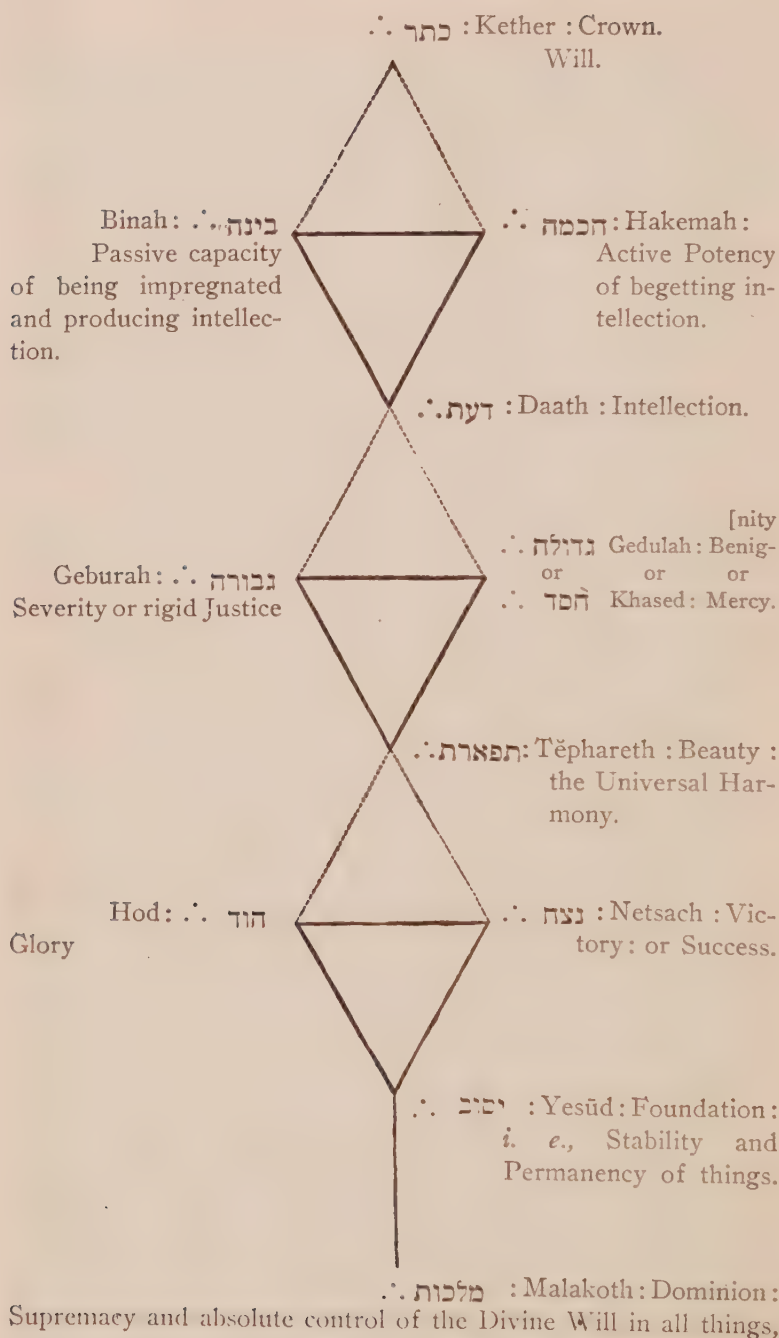 ∴ כתר : Kether : Crown.
Will.
Binah : ∴ בינה
Passive capacity
of being impregnated
and producing intellec-
tion.
∴ הכמה : Hakemah :
Active Potency
of begetting in-
tellection.
∴ דעת : Daath : Intellection.
Geburah : ∴ גבורה
Severity or rigid Justice
[nity
∴ גדולה Gedulah : Benig-
or or or
∴ חסד Khased : Mercy.
∴ תפארת : Tĕphareth : Beauty :
the Universal Har-
mony.
Hod : ∴ הוד
Glory
∴ נצח : Netsach : Vic-
tory : or Success.
∴ : Yesūd : Foundation :
i. e., Stability and
Permanency of things.
∴ מלכות : Malakoth : Dominion :
Supremacy and absolute control of the Divine Will in all things.